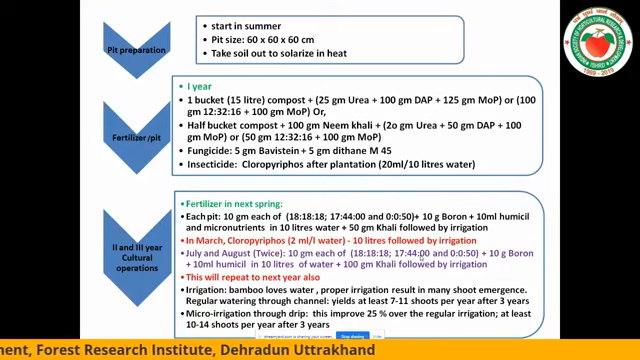 Pit preparation
• start in summer
• Pit size: 60 x 60 x 60 cm
• Take soil out to solarize in heat
Fertilizer/pit
• I year
• 1 bucket (15 litre) compost + (25 gm Urea + 100 gm DAP + 125 gm MoP) or (100
gm 12:32:16 + 100 gm MoP) Or,
• Half bucket compost + 100 gm Neem khali + (2o gm Urea + 50 gm DAP + 100
gm MoP) or (50 gm 12:32:16 + 100 gm MoP)
• Fungicide: 5 gm Bavistein + 5 gm dithane M 45
• Insecticide: Cloropyriphos after plantation (20ml/10 litres water)
II and III year
Cultural
operations
• Fertilizer in next spring:
• Each pit: 10 gm each of (18:18:18; 17:44:00 and 0:0:50)+ 10 g Boron + 10ml humicil
and micronutrients in 10 litres water + 50 gm Khali followed by irrigation
• In March, Cloropyriphos (2 ml/l water) - 10 litres followed by irrigation
• July and August (Twice): 10 gm each of (18:18:18; 17:44:00 and 0:0:50) + 10 g Boron
+ 10ml humicil in 10 litres of water + 100 gm Khali followed by irrigation
• This will repeat to next year also
• Irrigation: bamboo loves water , proper irrigation result in many shoot emergence.
Regular watering through channel: yields at least 7-11 shoots per year after 3 years
• Micro-irrigation through drip: this improve 25 % over the regular irrigation; at least
10-14 shoots per year after 3 years
streamyard.com is sharing your screen.
Stop sharing
ment, Forest Research Institute, Dehradun Uttrakhand
1989-2019
ISHRD